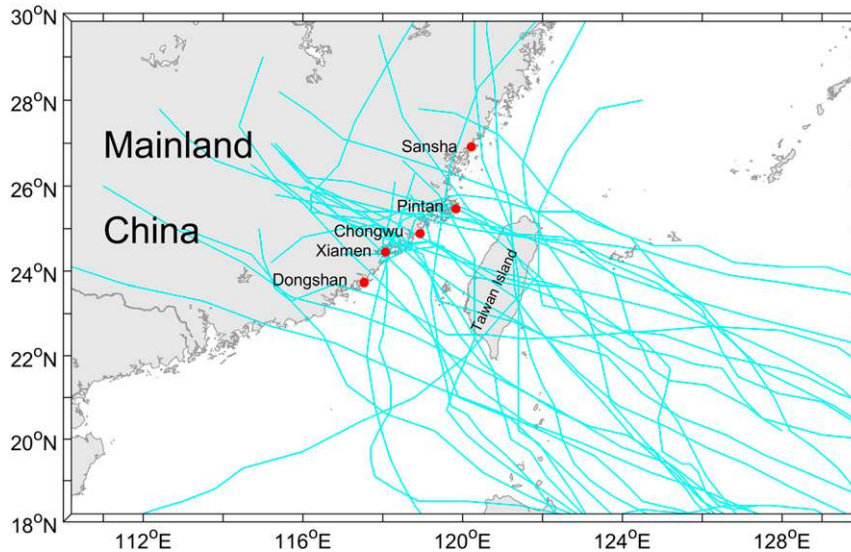 30°N
28°N
26°N
24°N
22°N
20°N
18°N
Mainland
China
Sansha
Pintan
Chongwu
Xiamen
Dongshan
Taiwan Island
112°E
116°E
120°E
124°E
128°E